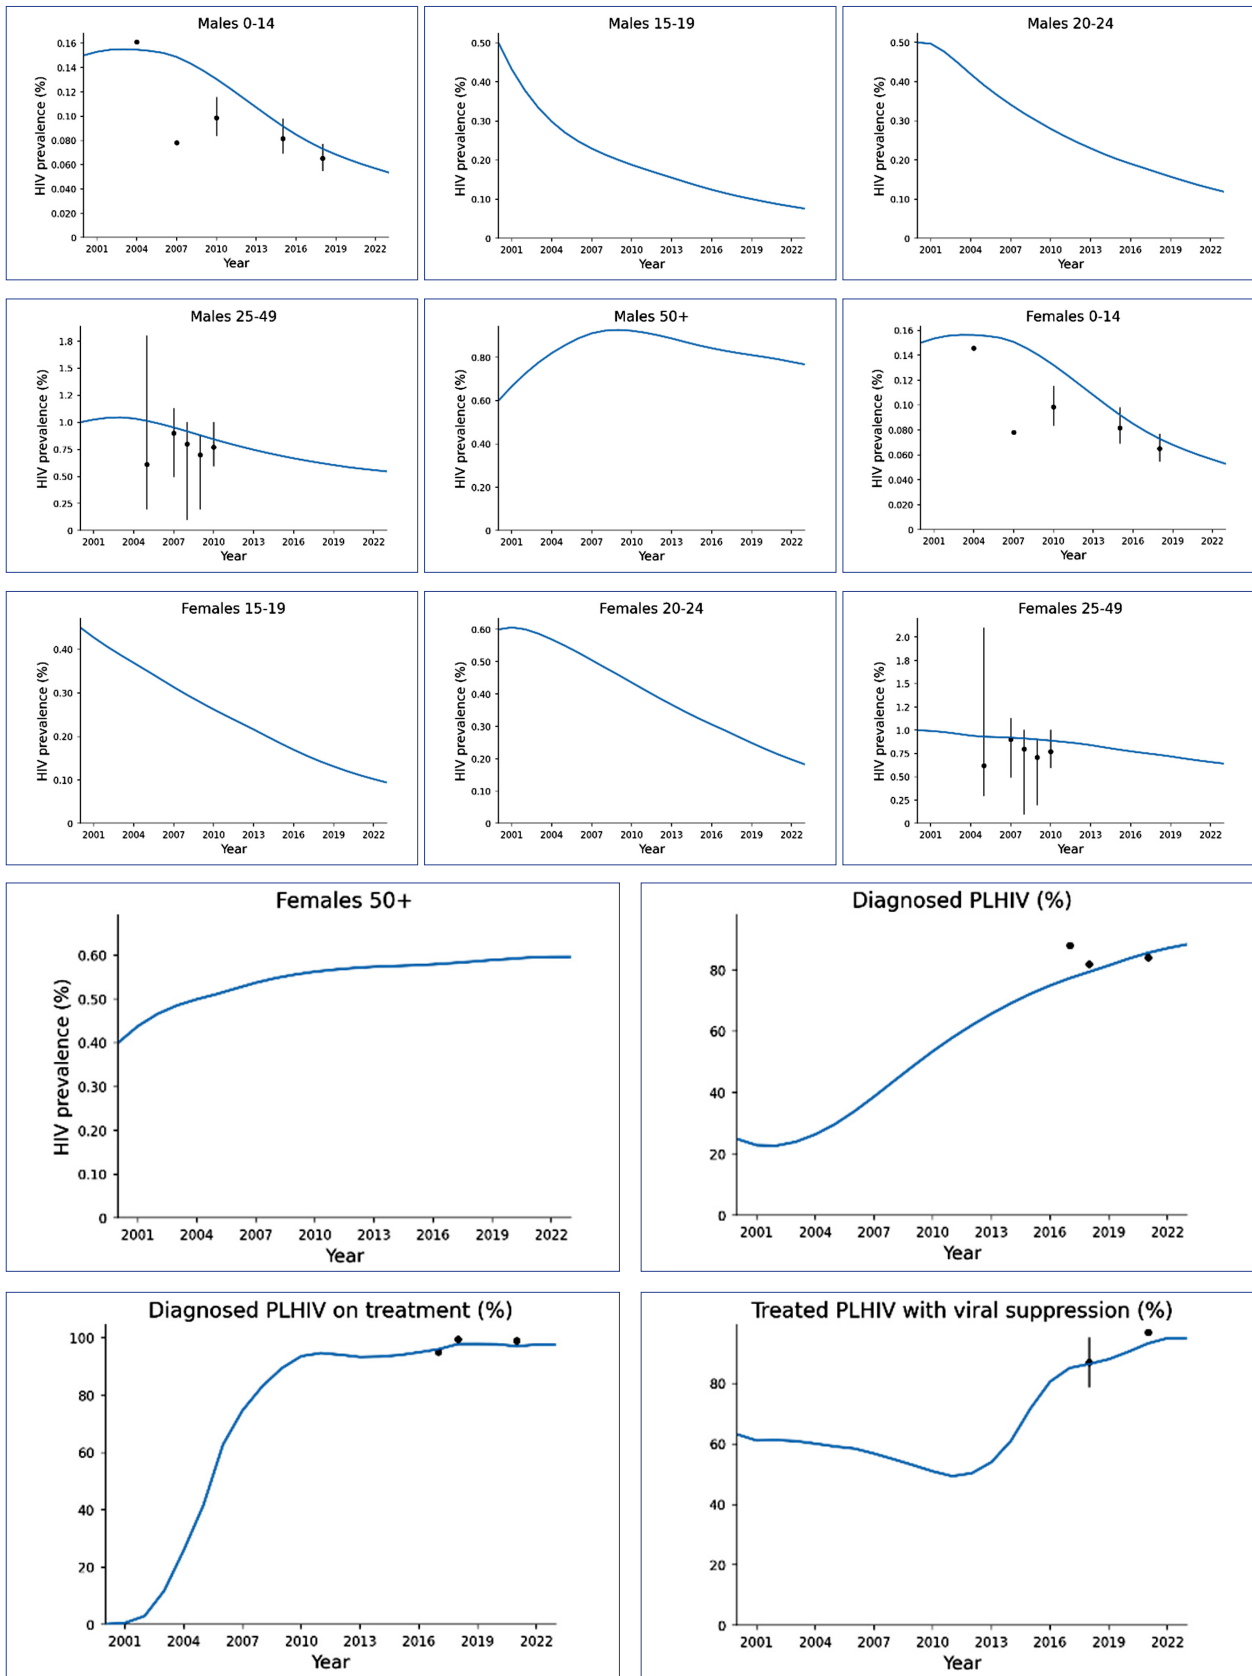 Males 0-14
HIV prevalence (%)
0.16
0.14
0.12
0.10
0.080
0.060
0.040
0.020
0
2001 2004 2007 2010 2013 2016 2019 2022
Year
Males 15-19
HIV prevalence (%)
0.50
0.40
0.30
0.20
0.10
0
2001 2004 2007 2010 2013 2016 2019 2022
Year
Males 20-24
HIV prevalence (%)
0.50
0.40
0.30
0.20
0.10
0
2001 2004 2007 2010 2013 2016 2019 2022
Year
Males 25-49
HIV prevalence (%)
1.8
1.5
1.2
1.0
0.75
0.50
0.25
0
2001 2004 2007 2010 2013 2016 2019 2022
Year
Males 50+
HIV prevalence (%)
0.80
0.60
0.40
0.20
0
2001 2004 2007 2010 2013 2016 2019 2022
Year
Females 0-14
HIV prevalence (%)
0.16
0.14
0.12
0.10
0.080
0.060
0.040
0.020
0
2001 2004 2007 2010 2013 2016 2019 2022
Year
Females 15-19
HIV prevalence (%)
0.40
0.30
0.20
0.10
0
2001 2004 2007 2010 2013 2016 2019 2022
Year
Females 20-24
HIV prevalence (%)
0.60
0.50
0.40
0.30
0.20
0.10
0
2001 2004 2007 2010 2013 2016 2019 2022
Year
Females 25-49
HIV prevalence (%)
2.0
1.8
1.5
1.2
1.0
0.75
0.50
0.25
0
2001 2004 2007 2010 2013 2016 2019 2022
Year
Females 50+
HIV prevalence (%)
0.60
0.50
0.40
0.30
0.20
0.10
0
2001 2004 2007 2010 2013 2016 2019 2022
Year
Diagnosed PLHIV (%)
80
60
40
20
0
2001 2004 2007 2010 2013 2016 2019 2022
Year
Diagnosed PLHIV on treatment (%)
100
80
60
40
20
0
2001 2004 2007 2010 2013 2016 2019 2022
Year
Treated PLHIV with viral suppression (%)
80
60
40
20
0
2001 2004 2007 2010 2013 2016 2019 2022
Year